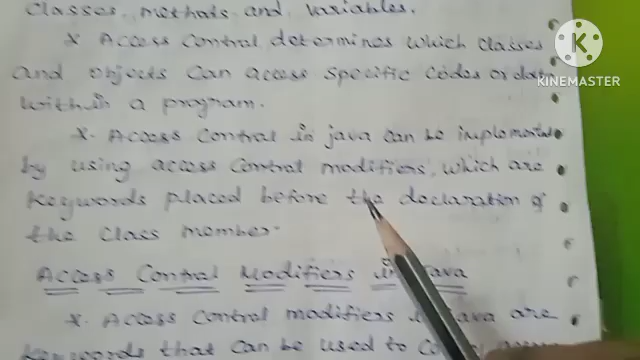 Classes, methods and variables.
* Access Control determines which classes
and objects can access specific codes or data
within a program.
* Access Control in java can be implemented
by using access control modifiers, which are
Keywords placed before the declaration of
the class member.
Access Control Modifiers in Java
* Access Control modifiers in Java are
Keywords that can be used to
KINEMASTER